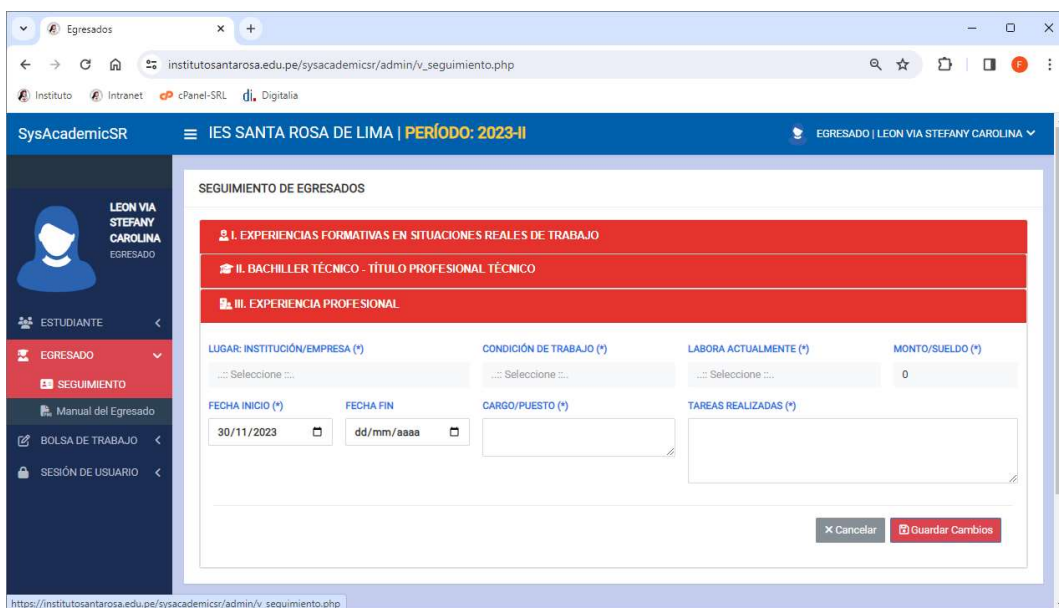 Egresados
institutosantarosa.edu.pe/sysacademicsr/admin/v_seguimiento.php
F
Instituto
Intranet
cPanel-SRL
Digitalia
SysAcademicSR
IES SANTA ROSA DE LIMA | PERÍODO: 2023-II
EGRESADO | LEON VIA STEFANY CAROLINA
LEON VIA
STEFANY
CAROLINA
EGRESADO
ESTUDIANTE
EGRESADO
SEGUIMIENTO
Manual del Egresado
BOLSA DE TRABAJO
SESIÓN DE USUARIO
SEGUIMIENTO DE EGRESADOS
I. EXPERIENCIAS FORMATIVAS EN SITUACIONES REALES DE TRABAJO
II. BACHILLER TÉCNICO - TÍTULO PROFESIONAL TÉCNICO
III. EXPERIENCIA PROFESIONAL
LUGAR: INSTITUCIÓN/EMPRESA (*)
CONDICIÓN DE TRABAJO (*)
LABORA ACTUALMENTE (*)
MONTO/SUELDO (*)
..:: Seleccione ::..
..:: Seleccione ::..
..:: Seleccione ::..
0
FECHA INICIO (*)
FECHA FIN
CARGO/PUESTO (*)
TAREAS REALIZADAS (*)
30/11/2023
dd/mm/aaaa
Cancelar
Guardar Cambios
https://institutosantarosa.edu.pe/sysacademicsr/admin/v_seguimiento.php